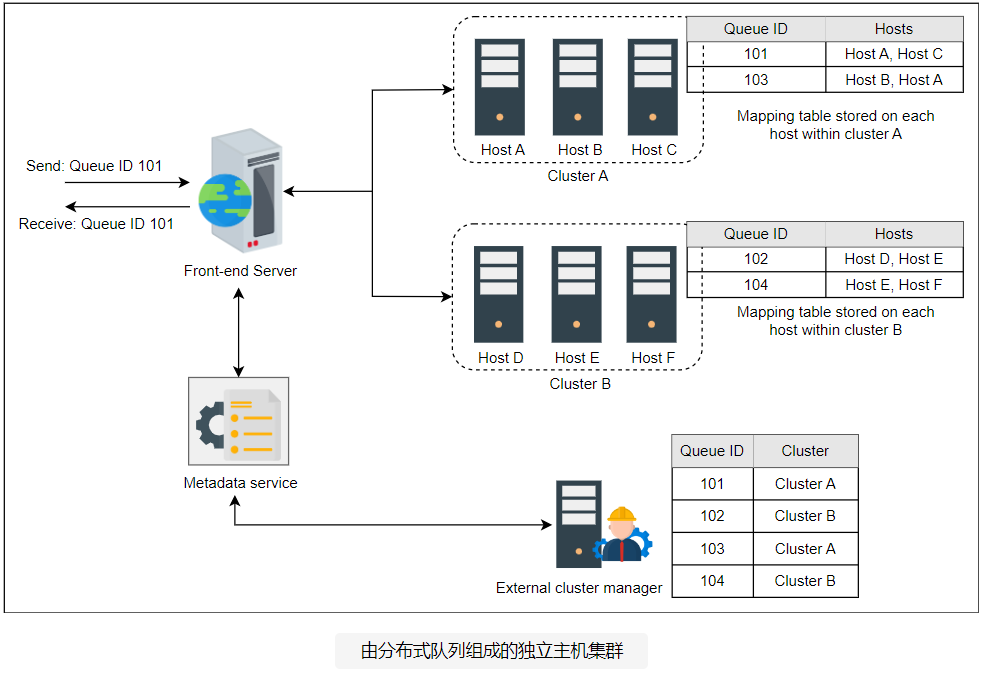 Send: Queue ID 101
Receive: Queue ID 101
Front-end Server
Metadata service
Host A Host B Host C
Cluster A
Queue ID Hosts
101 Host A, Host C
103 Host B, Host A
Mapping table stored on each
host within cluster A
Host D Host E Host F
Cluster B
Queue ID Hosts
102 Host D, Host E
104 Host E, Host F
Mapping table stored on each
host within cluster B
External cluster manager
Queue ID Cluster
101 Cluster A
102 Cluster B
103 Cluster A
104 Cluster B
由分布式队列组成的独立主机集群